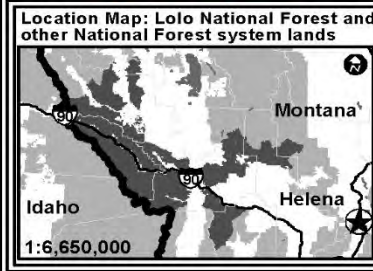 Location Map: Lolo National Forest and
other National Forest system lands
N
90
Montana
90
Idaho
Helena
1:6,650,000